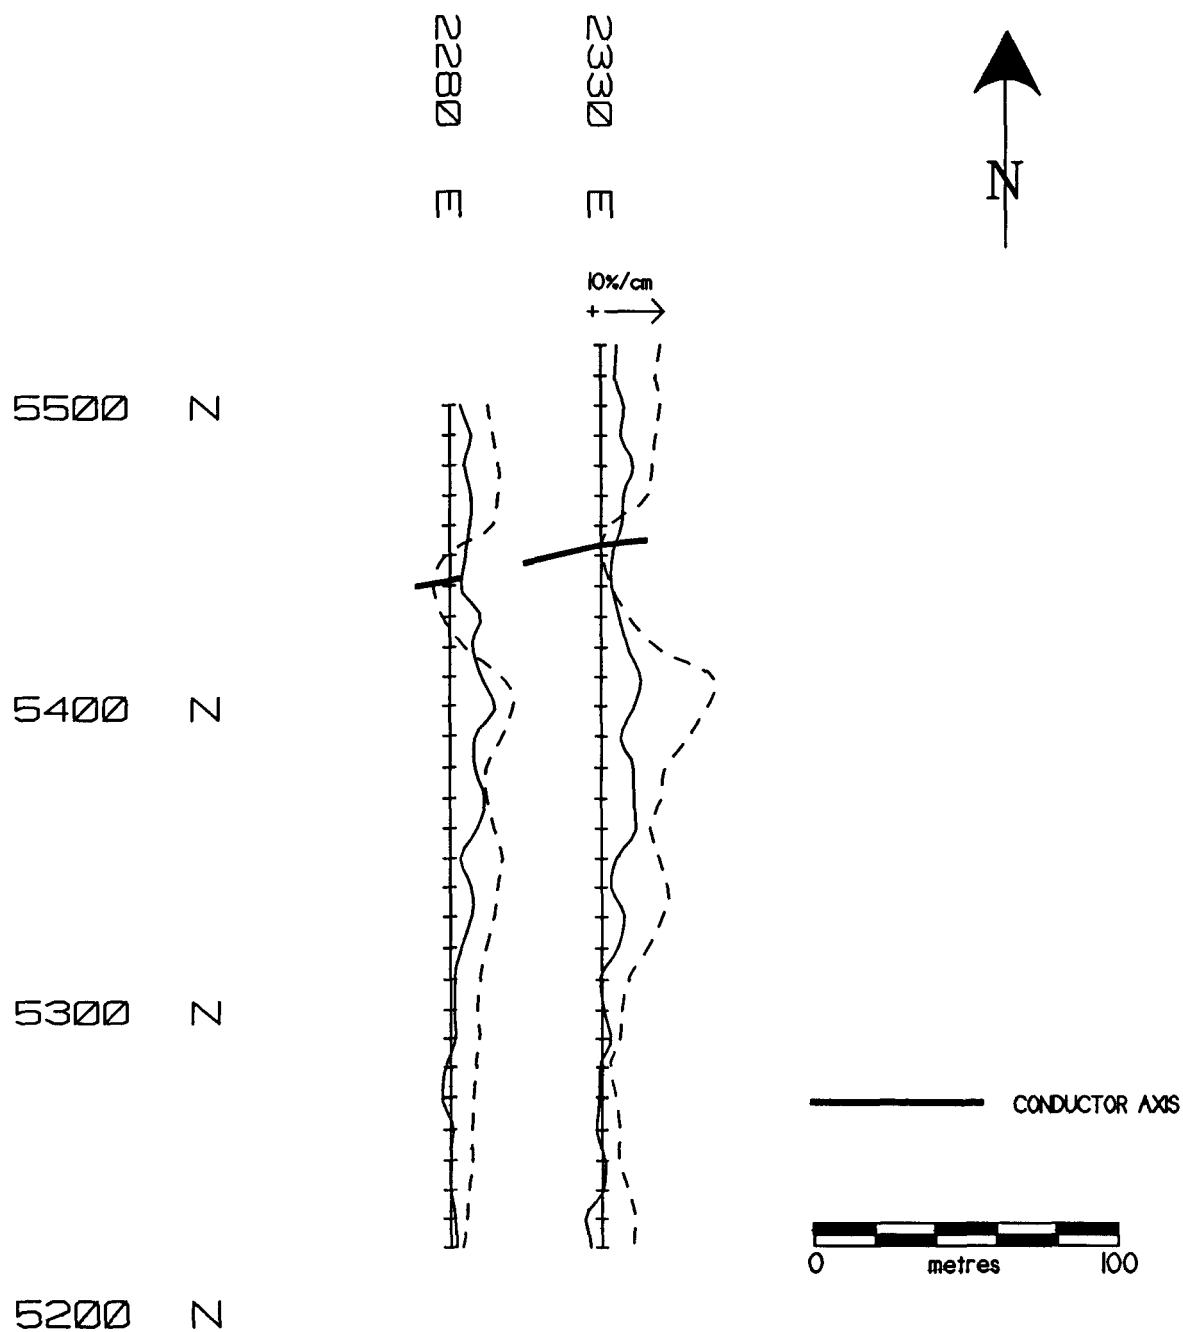 2280 E
2330 E
N
10%/cm
+
5500 N
5400 N
5300 N
CONDUCTOR AXIS
0 metres 100
5200 N